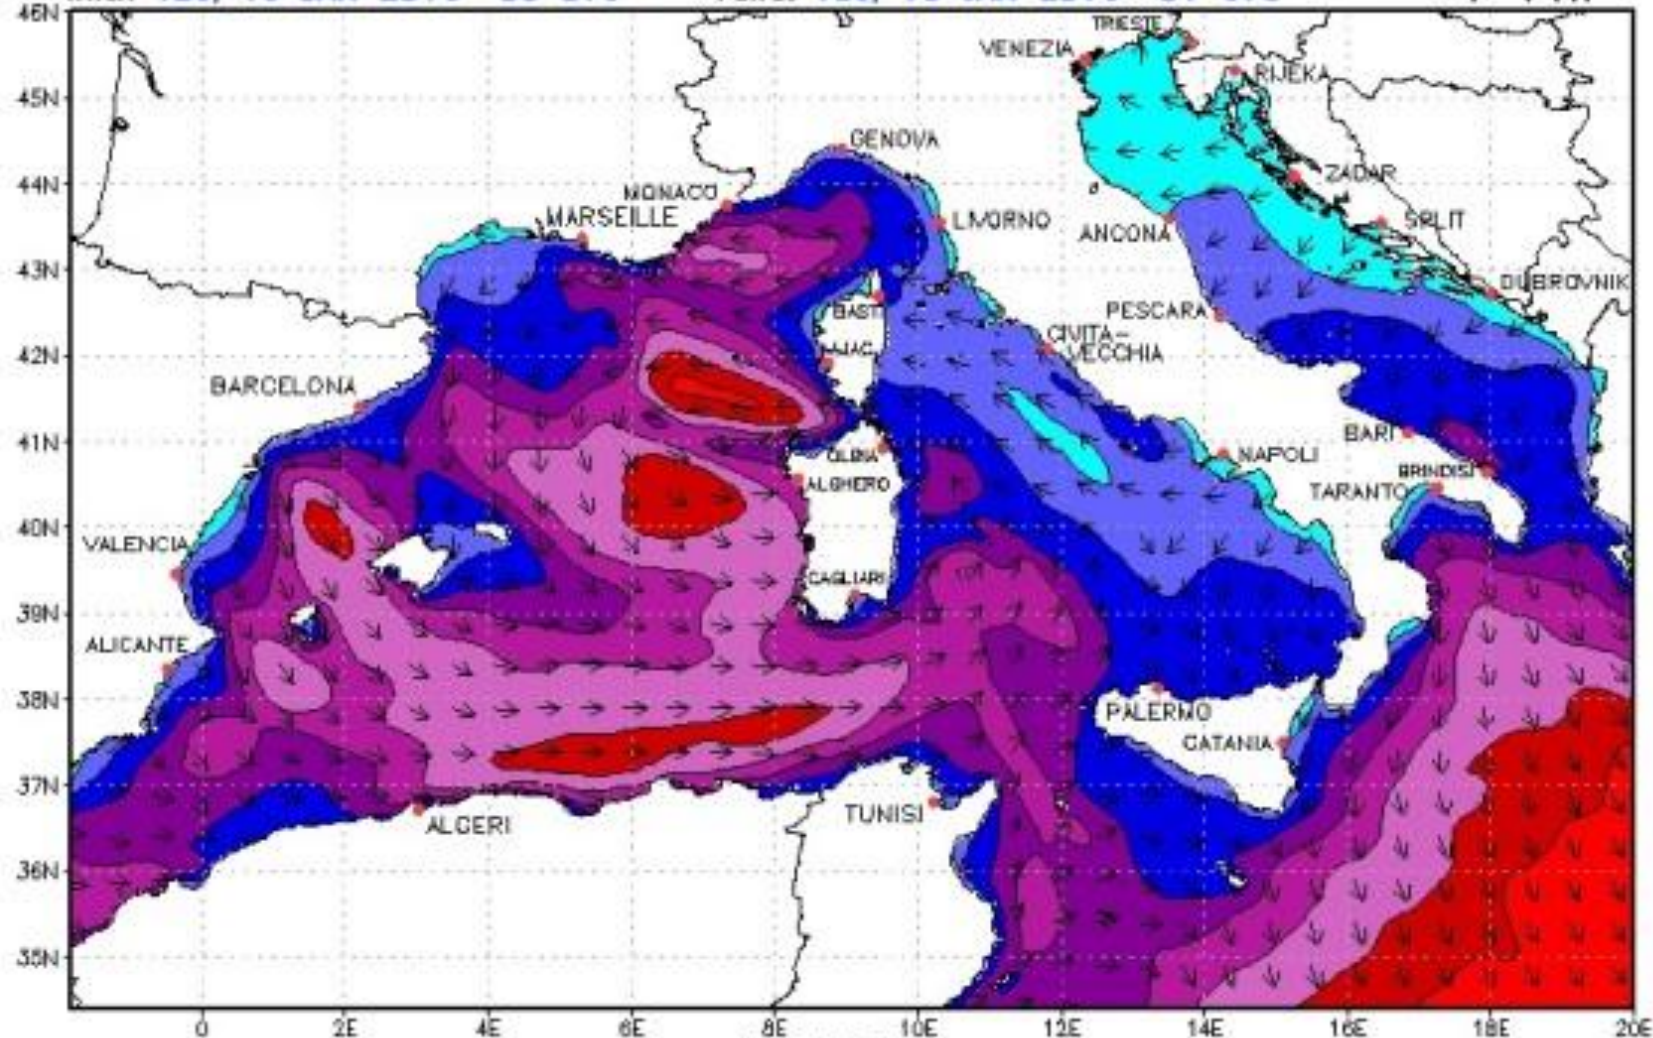 46N
TRIESTE
VENEZIA
RIJEKA
45N
GENOVA
44N
ZADAR
MONACO
MARSEILLE
LIVORNO
SPLIT
ANCONA
43N
DUBROVNIK
BAST.
PESCARA
CIVITA-
VECCHIA
42N
AJAC.
BARCELONA
41N
BARI
OLBIA
NAPOLI
BRINDISI
ALGHERO
TARANTO
40N
VALENCIA
CAGLIARI
39N
ALICANTE
38N
PALERMO
CATANIA
37N
TUNISI
ALGERI
36N
35N
0 2E 4E 6E 8E 10E 12E 14E 16E 18E 20E